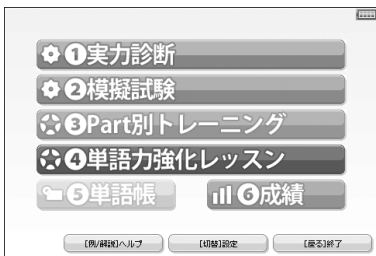 ❶実力診断
❷模擬試験
❸Part別トレーニング
❹単語力強化レッスン
❺単語帳 ❻成績
[例/解説]ヘルプ [切替]設定 [戻る]終了